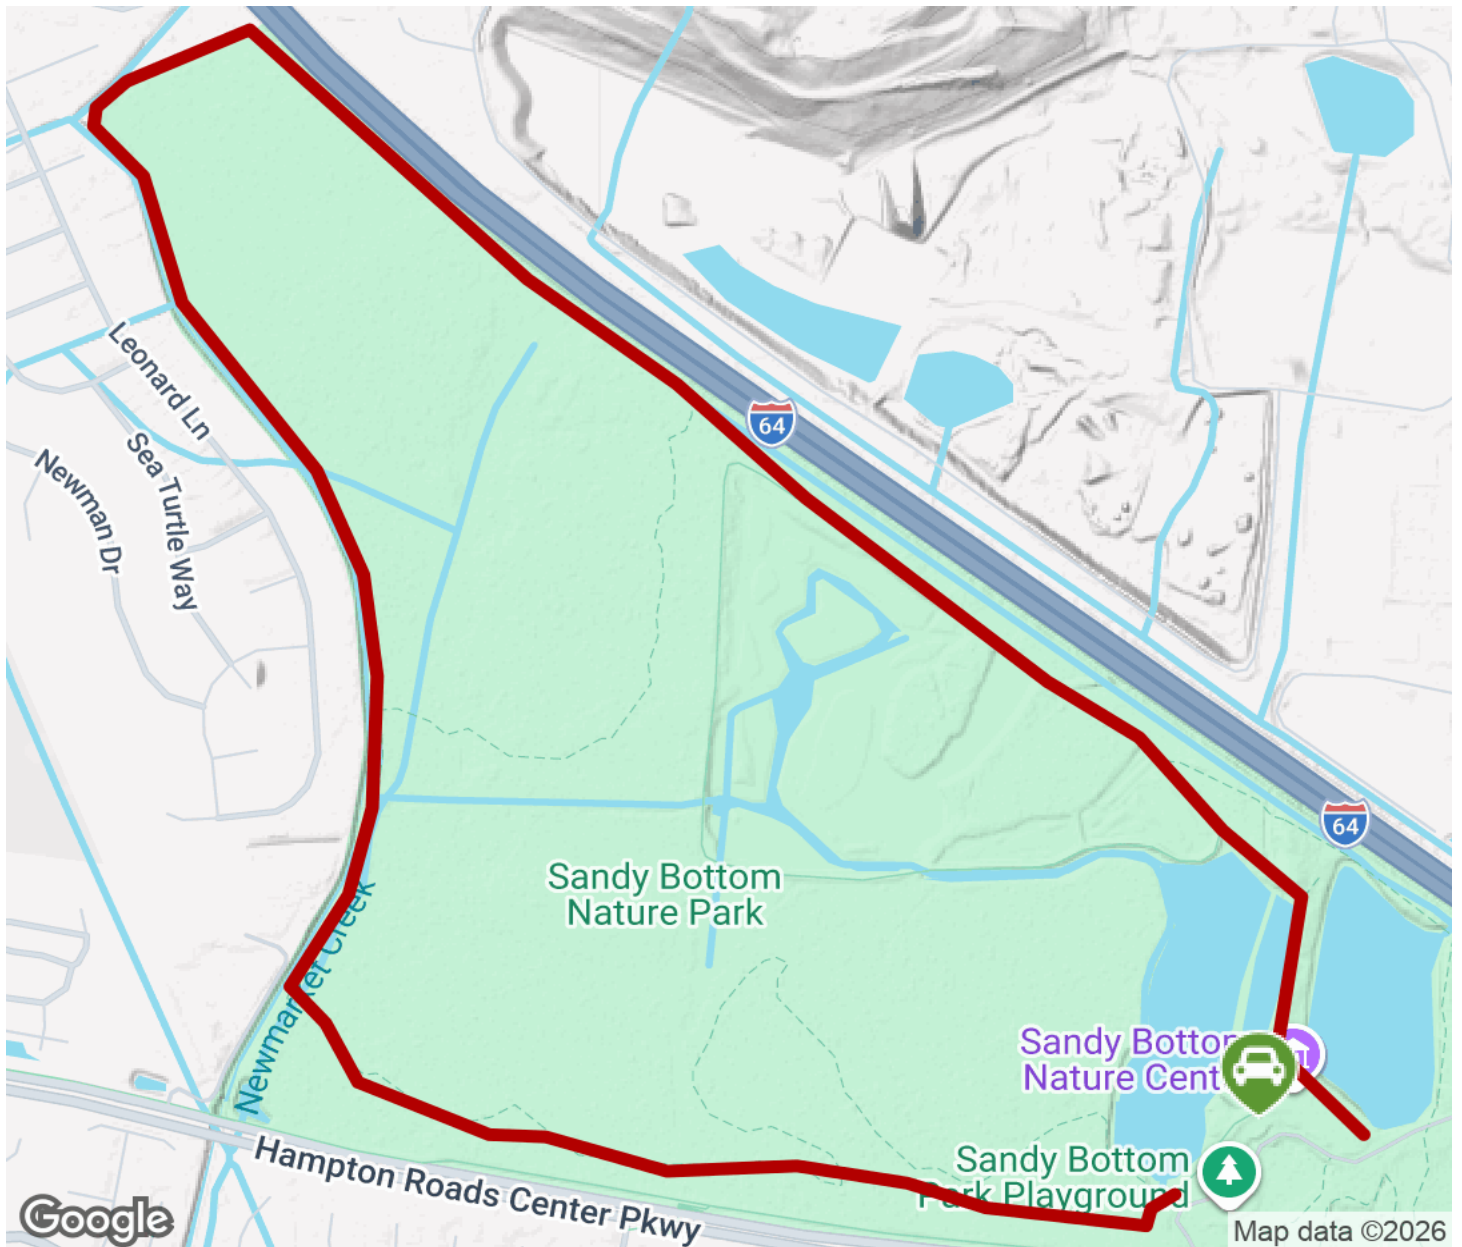 Leonard Ln
Sea Turtle Way
Newman Dr
64
64
Sandy Bottom
Nature Park
Newmarket Creek
Sandy Bottom
Nature Cent
Sandy Bottom
Park Playground
Hampton Roads Center Pkwy
Google
Map data ©2026